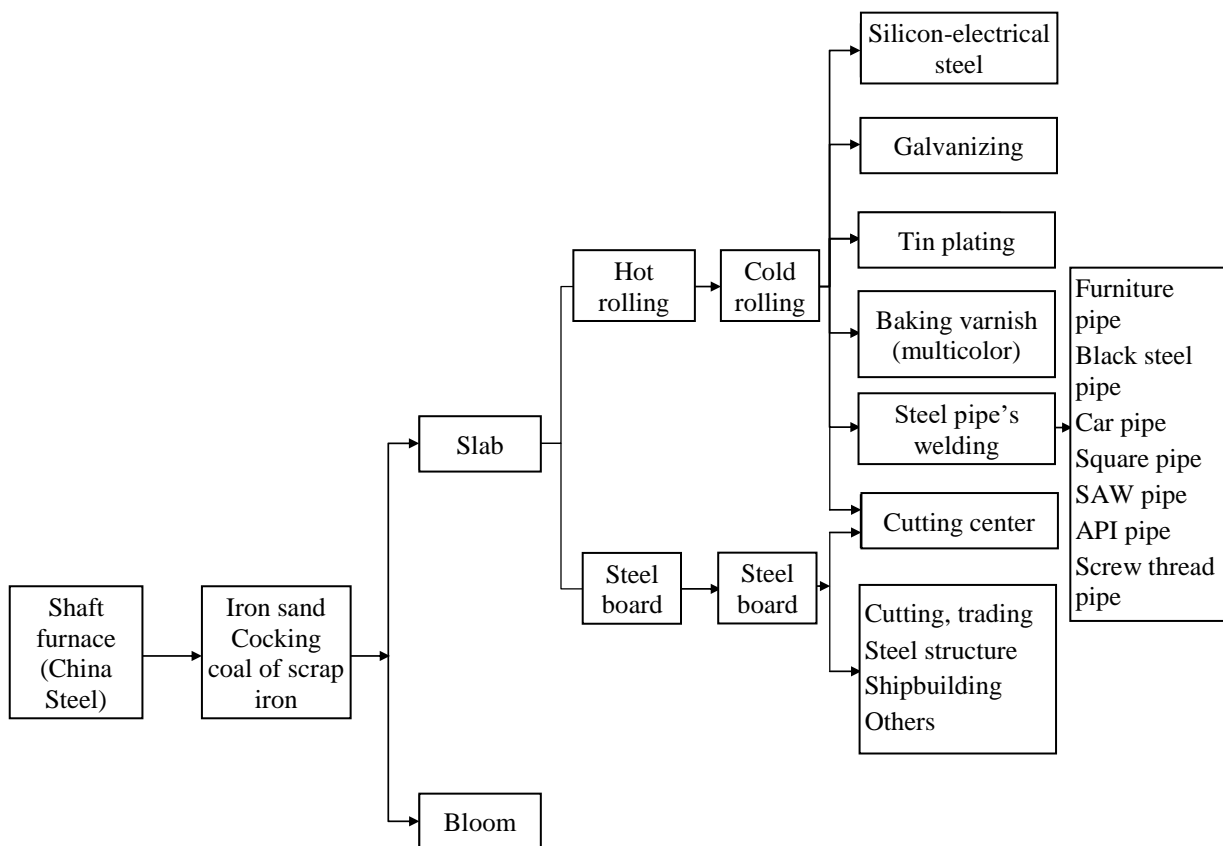 Silicon-electrical
steel
Galvanizing
Tin plating
Hot
rolling
Cold
rolling
Baking varnish
(multicolor)
Furniture
pipe
Black steel
pipe
Car pipe
Square pipe
SAW pipe
API pipe
Screw thread
pipe
Slab
Steel pipe’s
welding
Cutting center
Steel
board
Steel
board
Shaft
furnace
(China
Steel)
Iron sand
Cocking
coal of scrap
iron
Cutting, trading
Steel structure
Shipbuilding
Others
Bloom